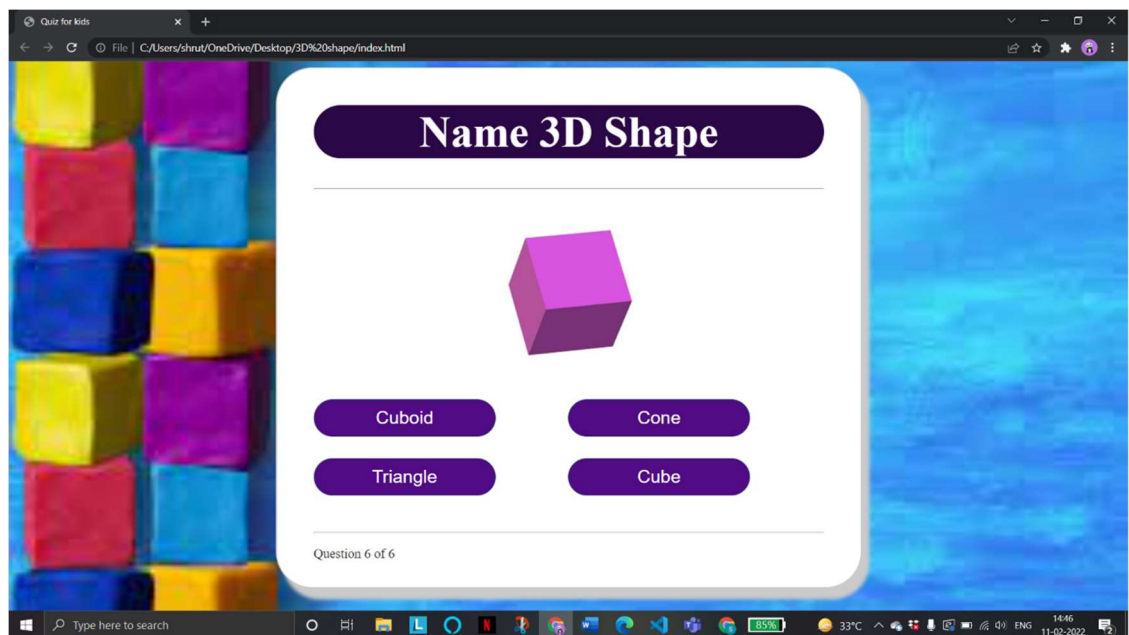 Quiz for kids
File | C:/Users/shrut/OneDrive/Desktop/3D%20shape/index.html
Name 3D Shape
Cuboid
Cone
Triangle
Cube
Question 6 of 6
Type here to search
L
N
85%
33°C
ENG
14:46
11-02-2022
2